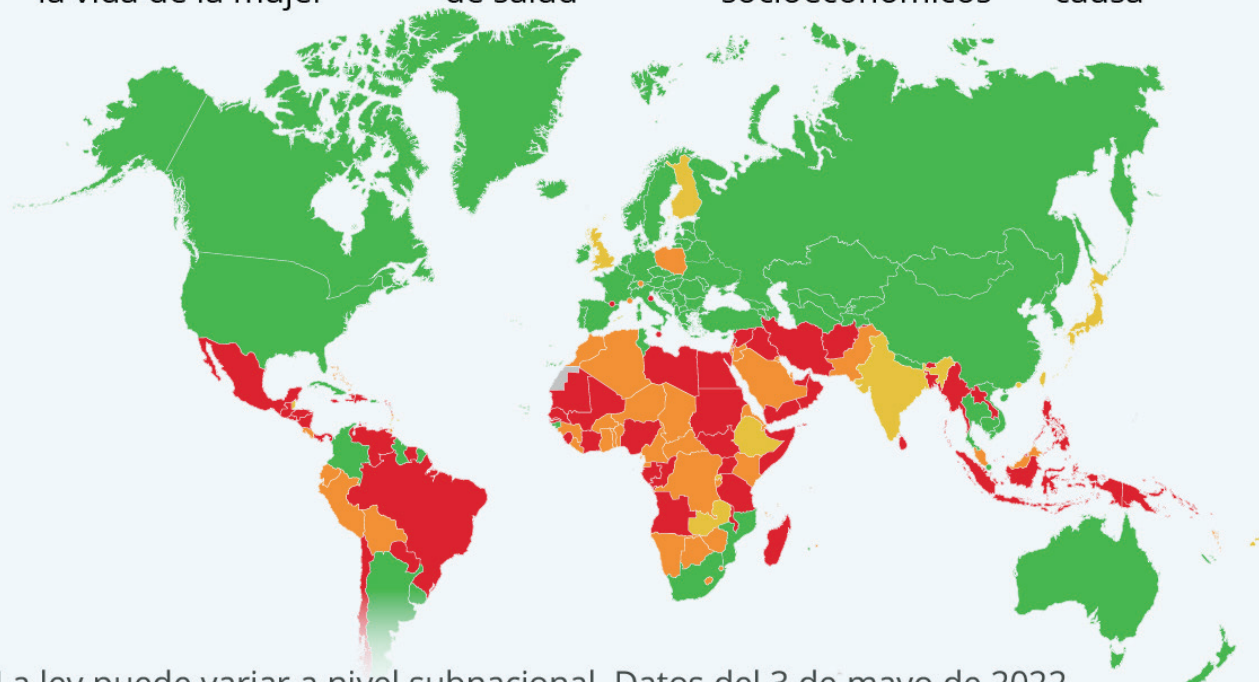 la vida de la mujer de salud socioeconómicos causa
La ley puede variar a nivel subnacional. Datos del 3 de mayo de 2022